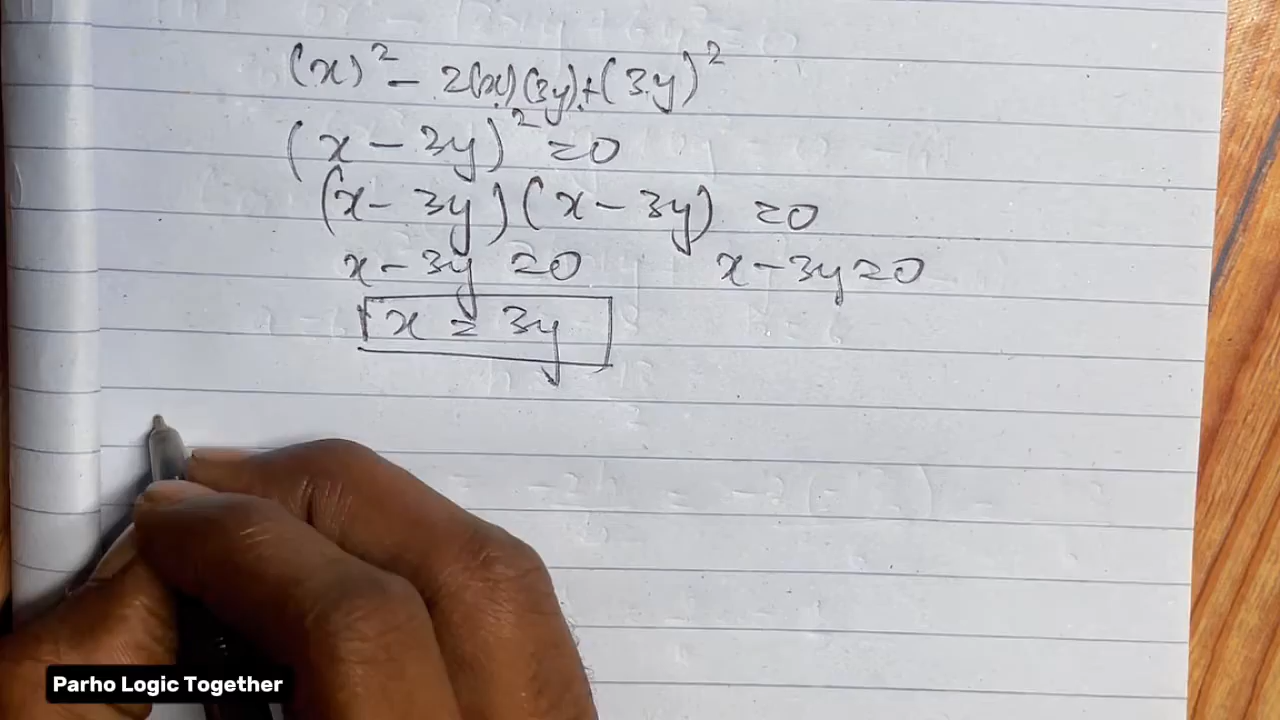 (x)² - 2(x)(3y)+(3y)²
(x - 3y)² = 0
(x - 3y)(x - 3y) = 0
x - 3y = 0 x - 3y = 0
x = 3y
Parho Logic Together